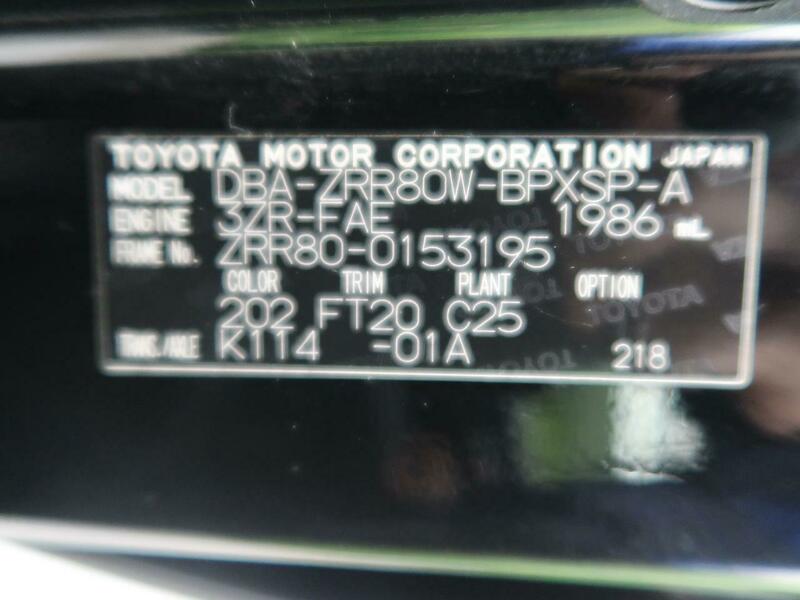 TOYOTA MOTOR CORPORATION JAPAN
MODEL DBA-ZRR80W-BPXSP-A
ENGINE 3ZR-FAE 1986 mL
FRAME No. ZRR80-0153195
COLOR TRIM PLANT OPTION
202 FT20 C25
TRANS./AXLE K114 -01A 218